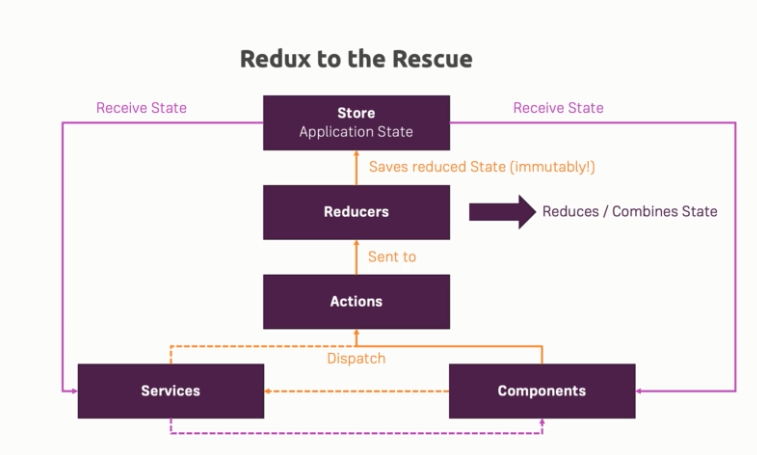 Redux to the Rescue
Receive State
Receive State
Store
Application State
Saves reduced State (immutably!)
Reducers
Reduces / Combines State
Sent to
Actions
Dispatch
Services
Components